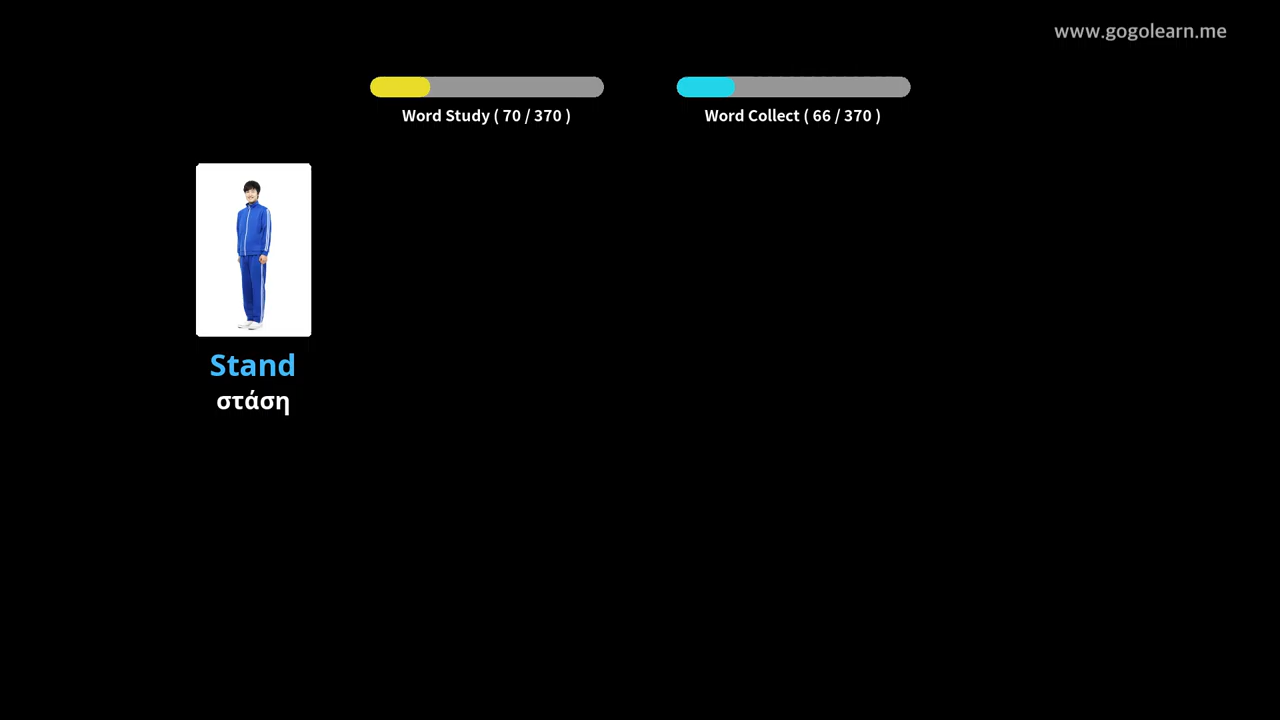 www.gogolearn.me
Word Study ( 70 / 370 )
Word Collect ( 66 / 370 )
Stand
στάση